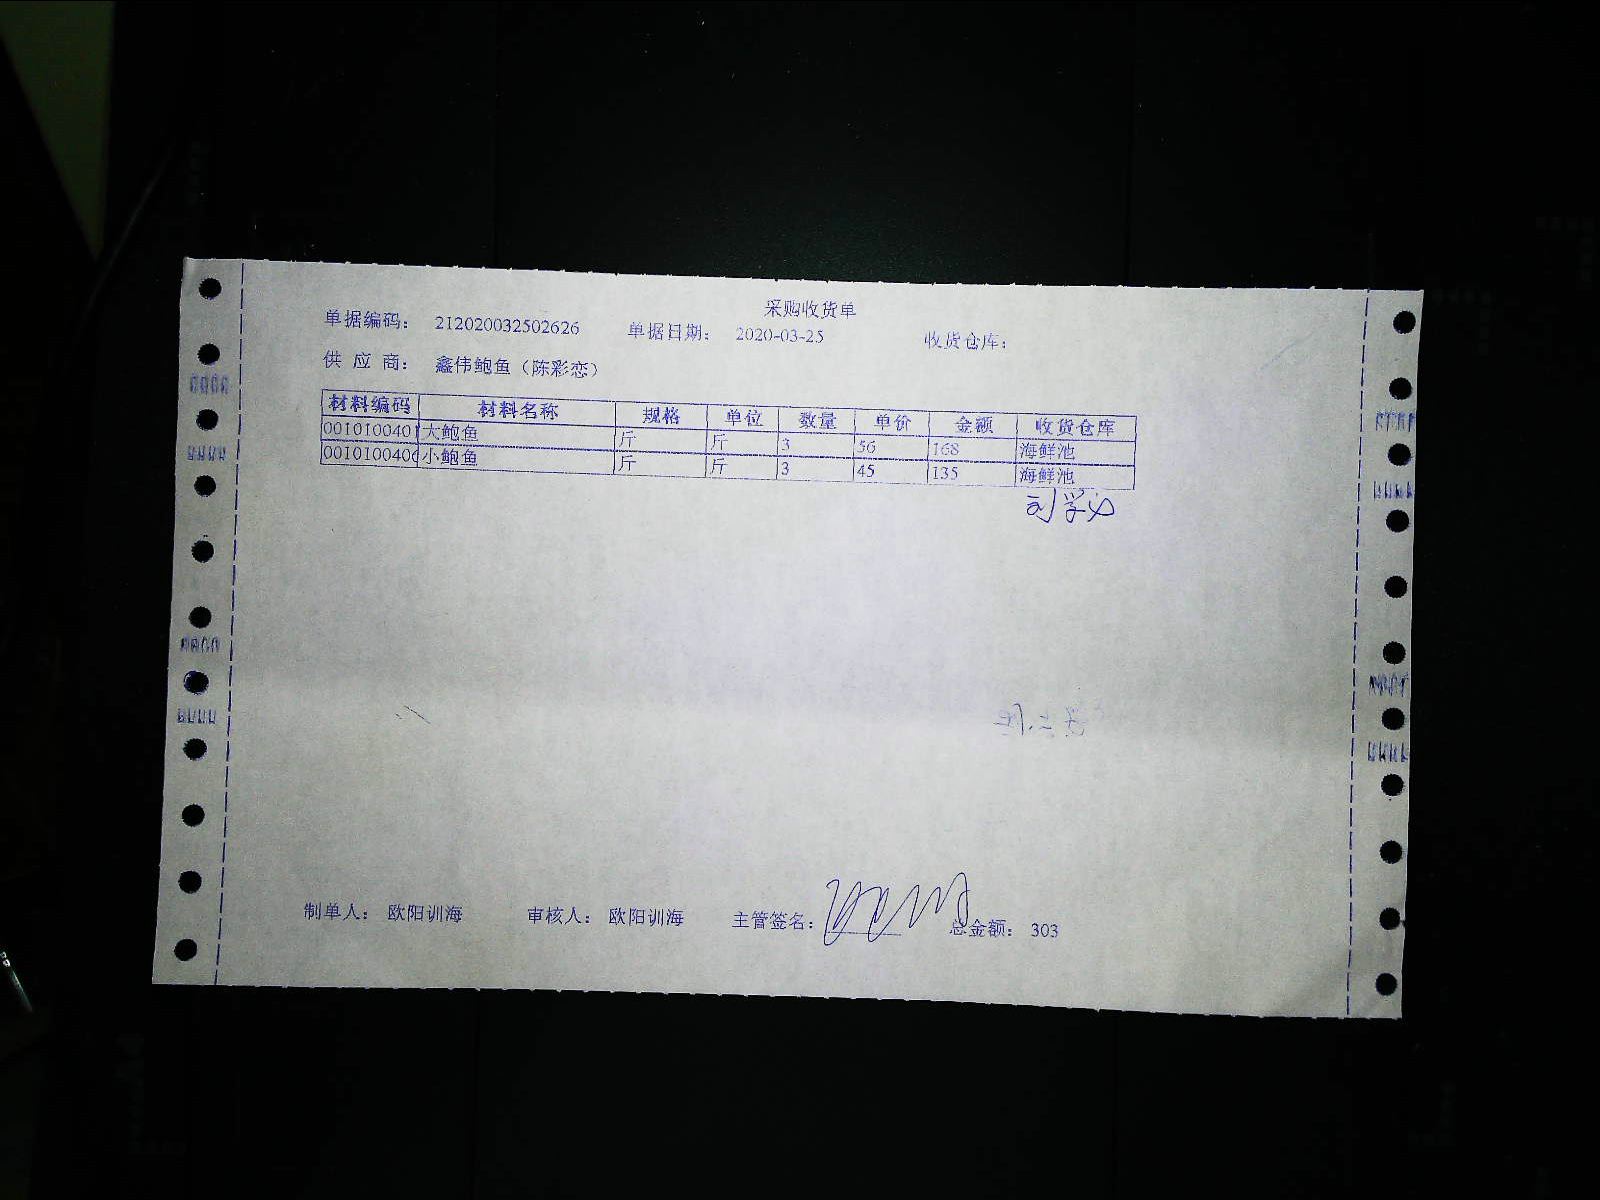 采购收货单
单据编码： 212020032502626 单据日期： 2020-03-25 收货仓库：
供 应 商： 鑫伟鲍鱼（陈彩恋）
材料编码 材料名称 规格 单位 数量 单价 金额 收货仓库
001010040 大鲍鱼 斤 斤 3 56 168 海鲜池
001010040 小鲍鱼 斤 斤 3 45 135 海鲜池
制单人： 欧阳训海 审核人： 欧阳训海 主管签名： 总金额： 303